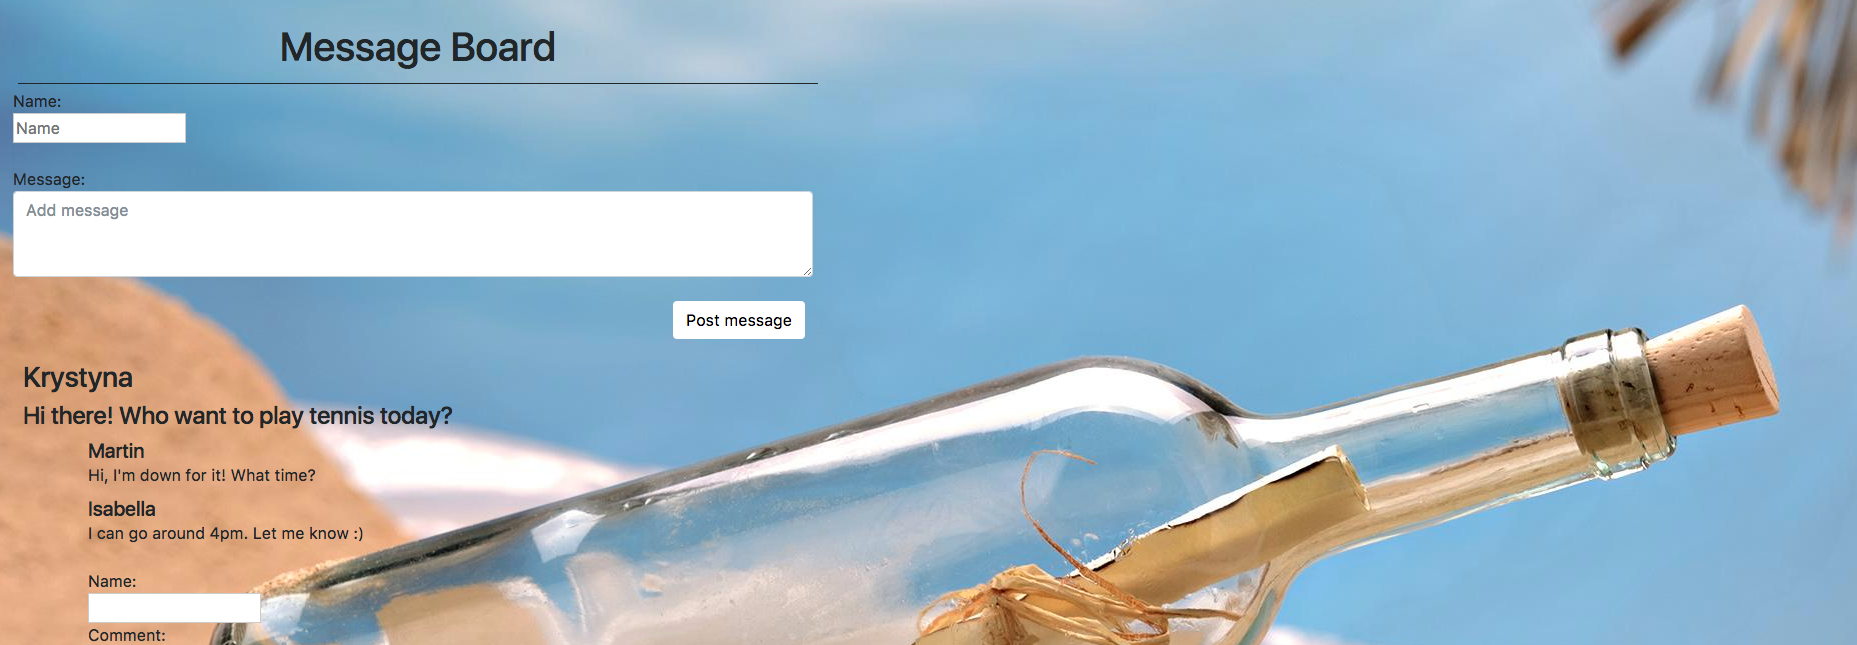 Message Board
Name:
Name
Message:
Add message
Post message
Krystyna
Hi there! Who want to play tennis today?
Martin
Hi, I'm down for it! What time?
Isabella
I can go around 4pm. Let me know :)
Name:
Comment: